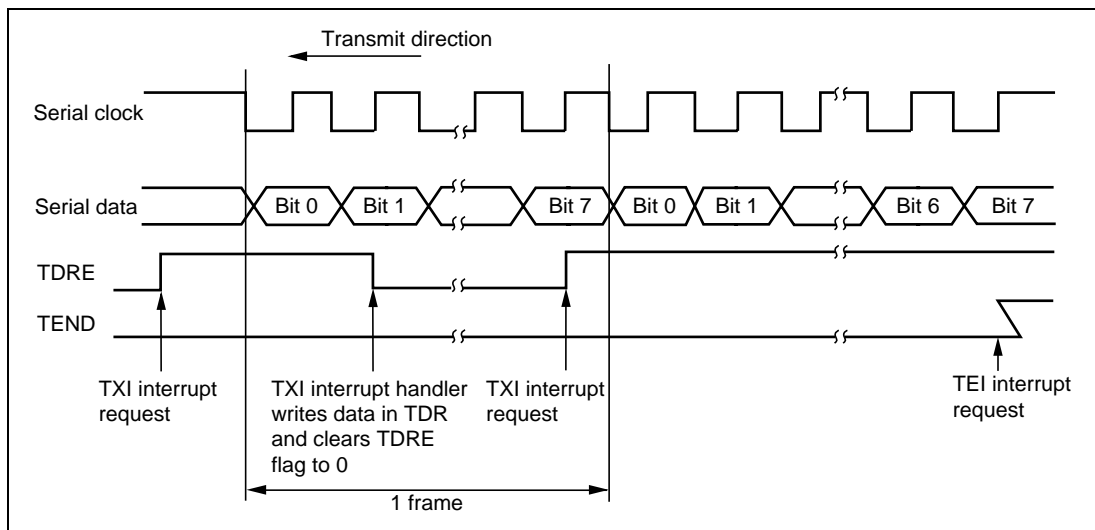 Transmit direction
Serial clock
Serial data
Bit 0
Bit 1
Bit 7
Bit 0
Bit 1
Bit 6
Bit 7
TDRE
TEND
TXI interrupt
request
TXI interrupt handler
writes data in TDR
and clears TDRE
flag to 0
TXI interrupt
request
TEI interrupt
request
1 frame